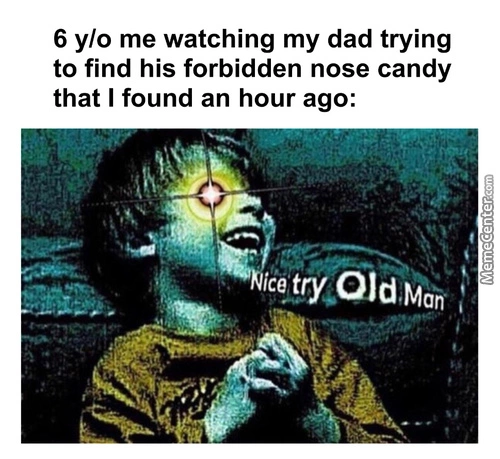 6 y/o me watching my dad trying
to find his forbidden nose candy
that I found an hour ago:
Nice try Old Man
MemeCenter.com